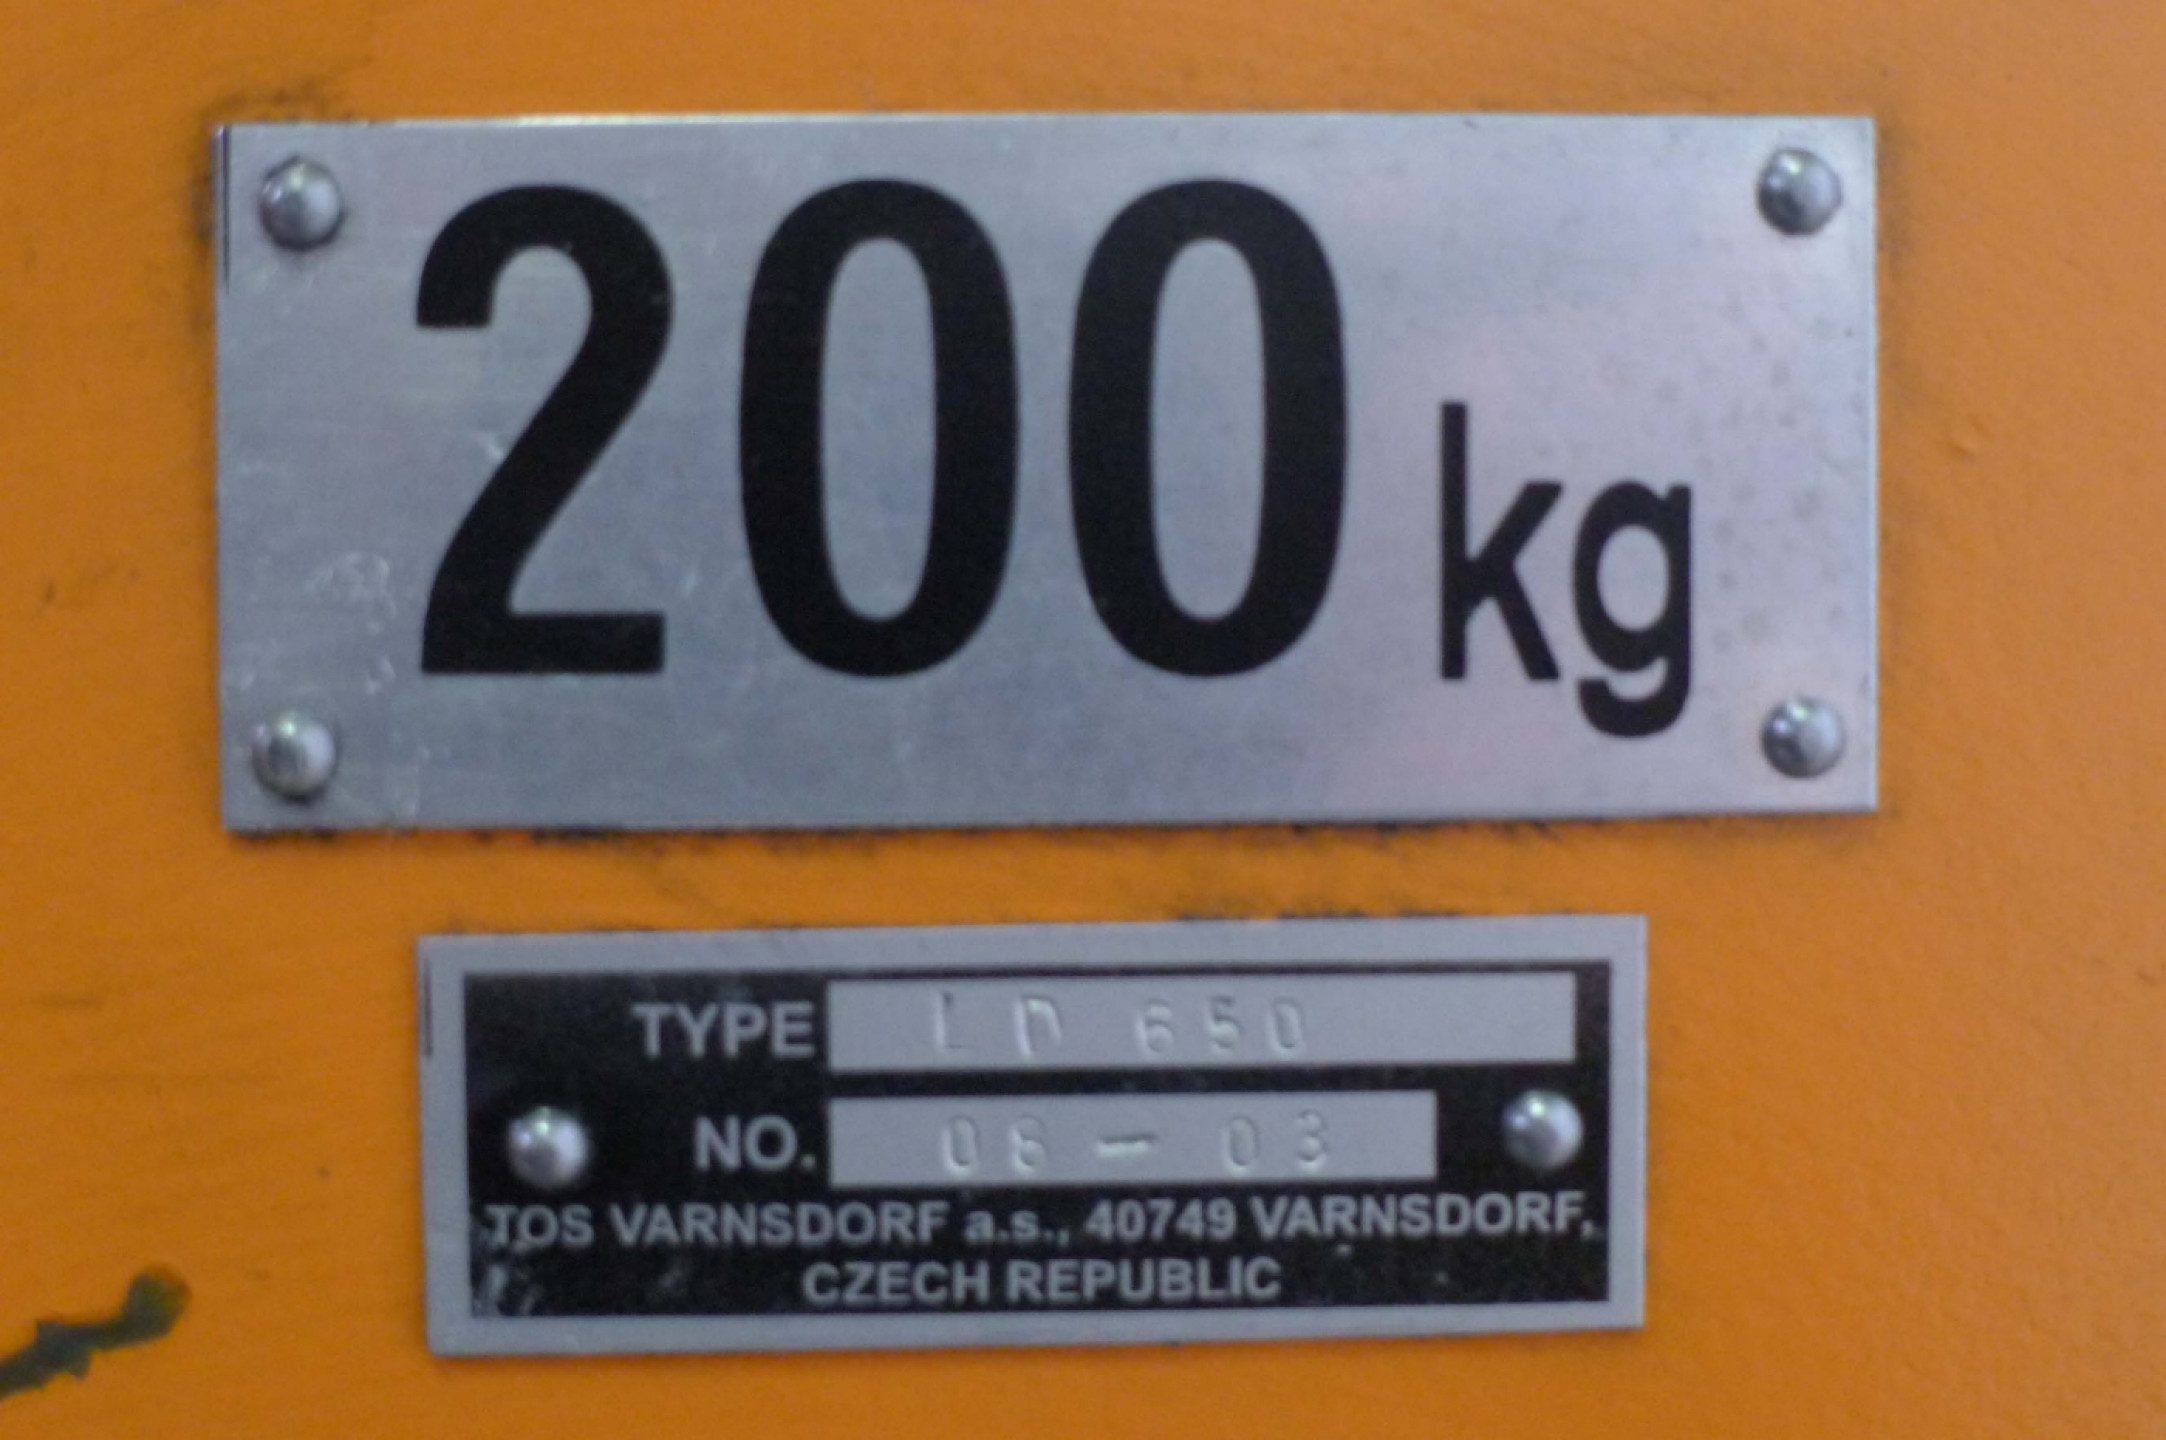 200 kg
TYPE LD 650
NO. 08 - 03
TOS VARNSDORF a.s., 40749 VARNSDORF,
CZECH REPUBLIC